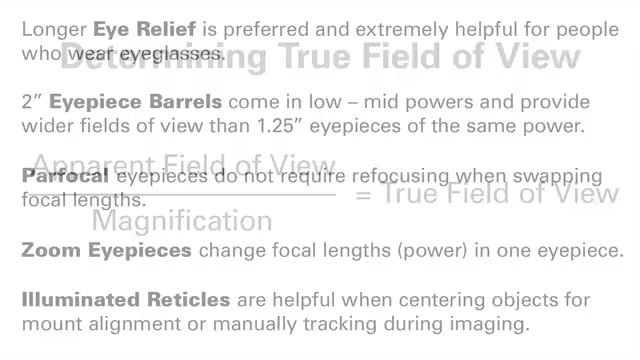 Longer Eye Relief is preferred and extremely helpful for people
who wear eyeglasses.
Determining True Field of View
2” Eyepiece Barrels come in low – mid powers and provide
wider fields of view than 1.25” eyepieces of the same power.
Apparent Field of View
Parfocal eyepieces do not require refocusing when swapping
focal lengths.
= True Field of View
Magnification
Zoom Eyepieces change focal lengths (power) in one eyepiece.
Illuminated Reticles are helpful when centering objects for
mount alignment or manually tracking during imaging.